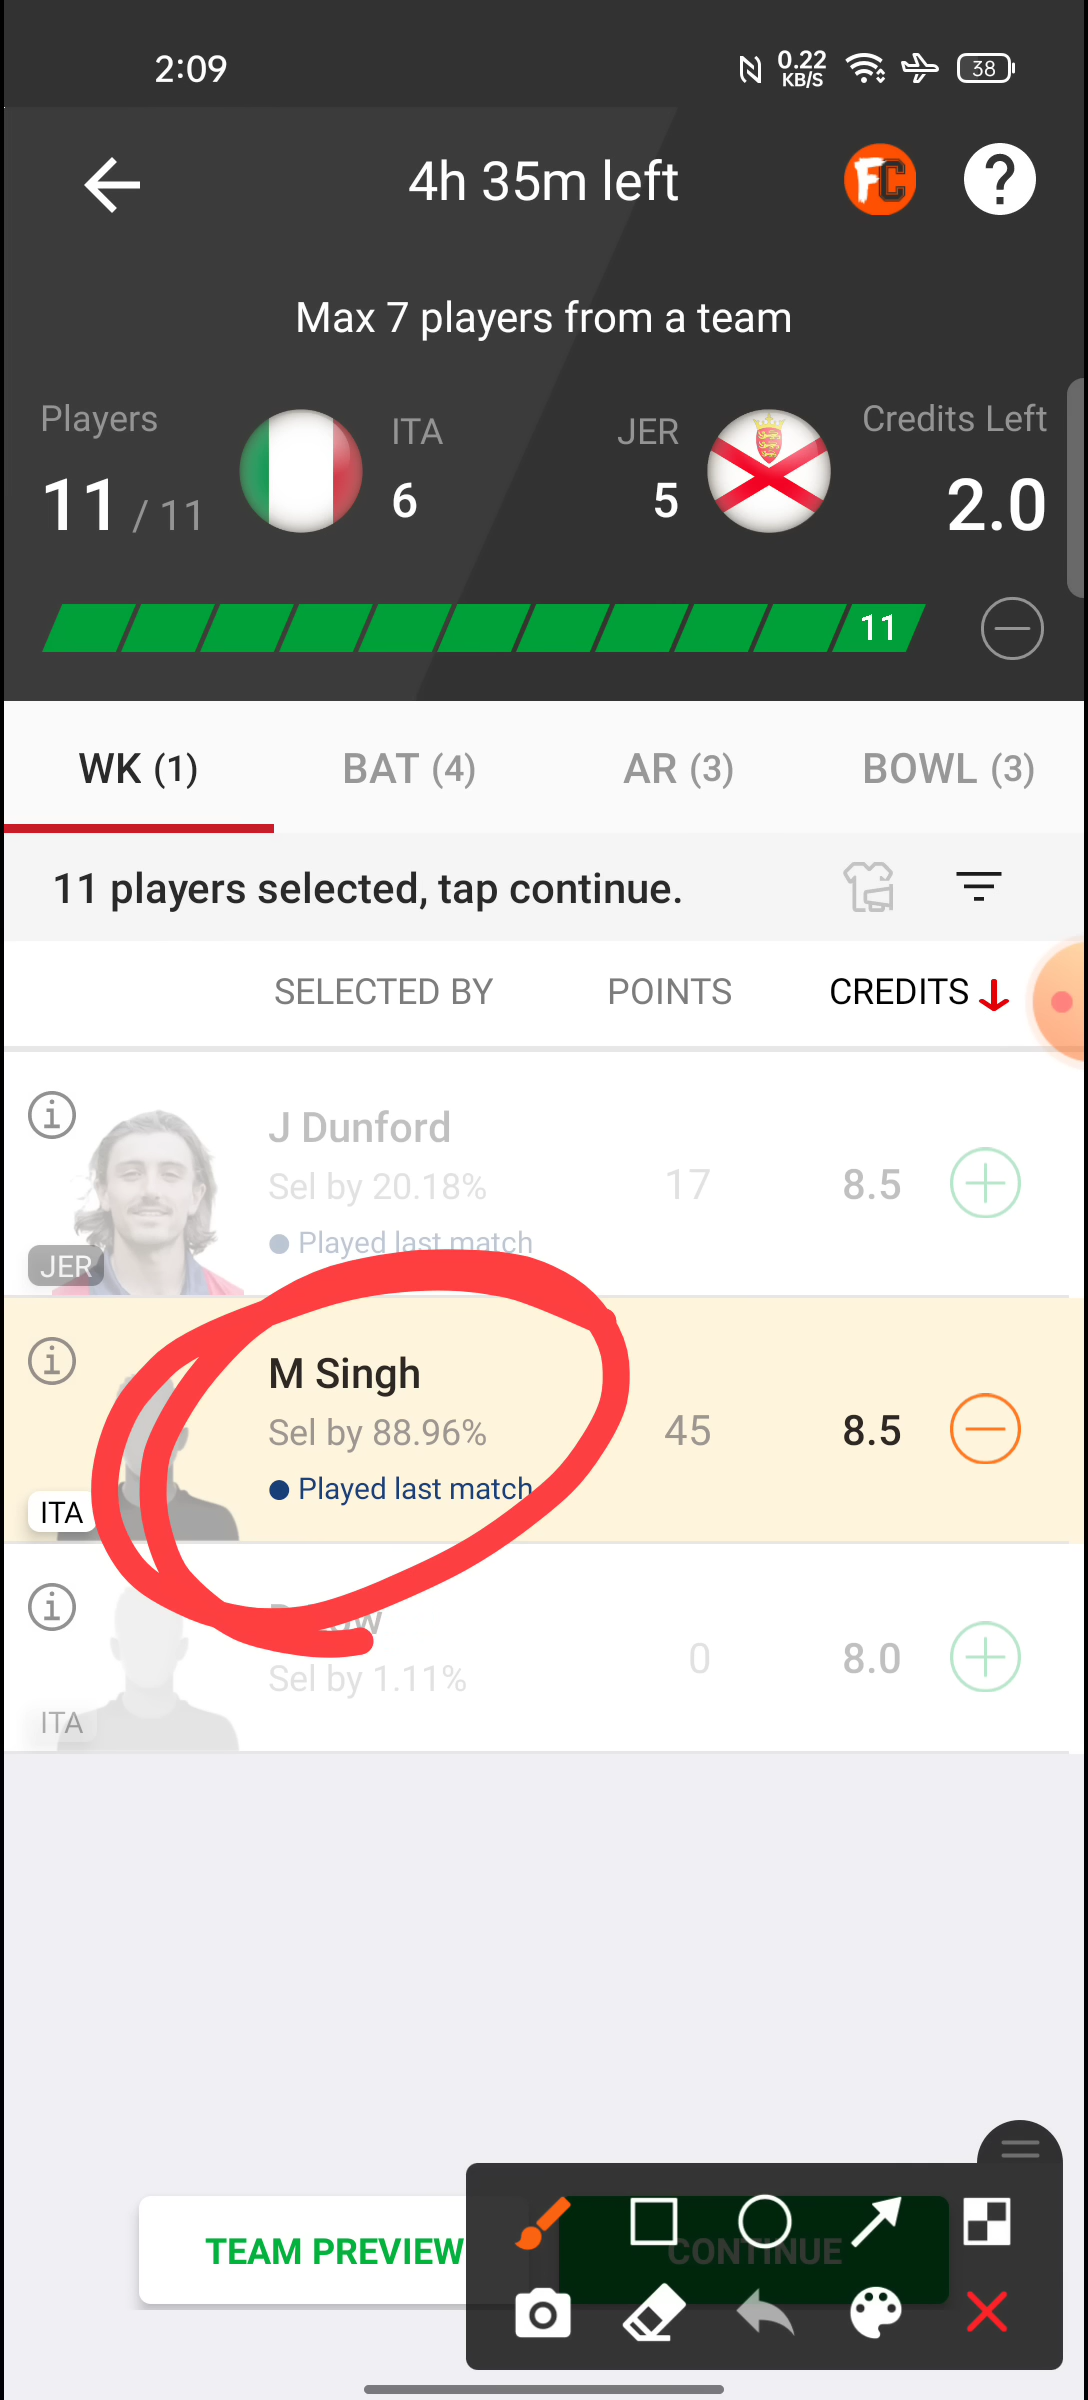 2:09
0.22
KB/S
38
4h 35m left
FC
Max 7 players from a team
Players
ITA
JER
Credits Left
11 / 11
6
5
2.0
11
WK (1)
BAT (4)
AR (3)
BOWL (3)
11 players selected, tap continue.
SELECTED BY
POINTS
CREDITS
J Dunford
Sel by 20.18%
17
8.5
Played last match
JER
M Singh
Sel by 88.96%
45
8.5
Played last match
ITA
Sel by 1.11%
0
8.0
ITA
TEAM PREVIEW
CONTINUE